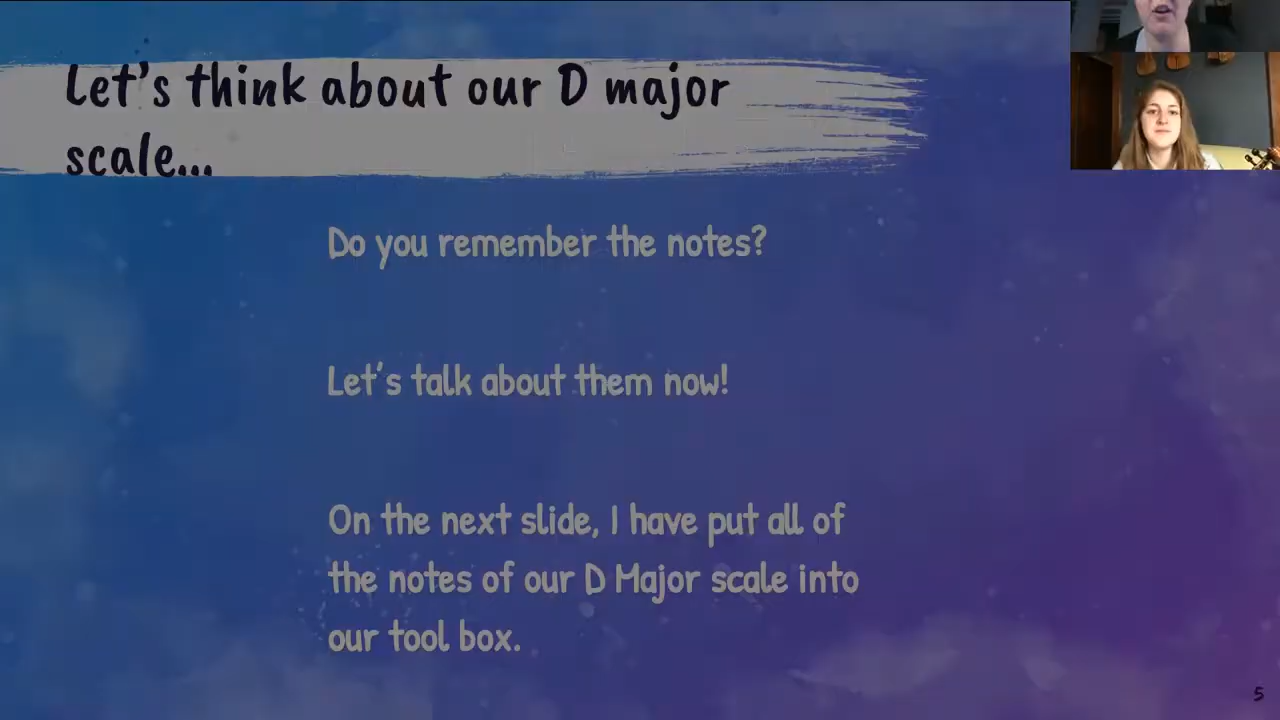 Let's think about our D major
scale...
Do you remember the notes?
Let's talk about them now!
On the next slide, I have put all of
the notes of our D Major scale into
our tool box.
5